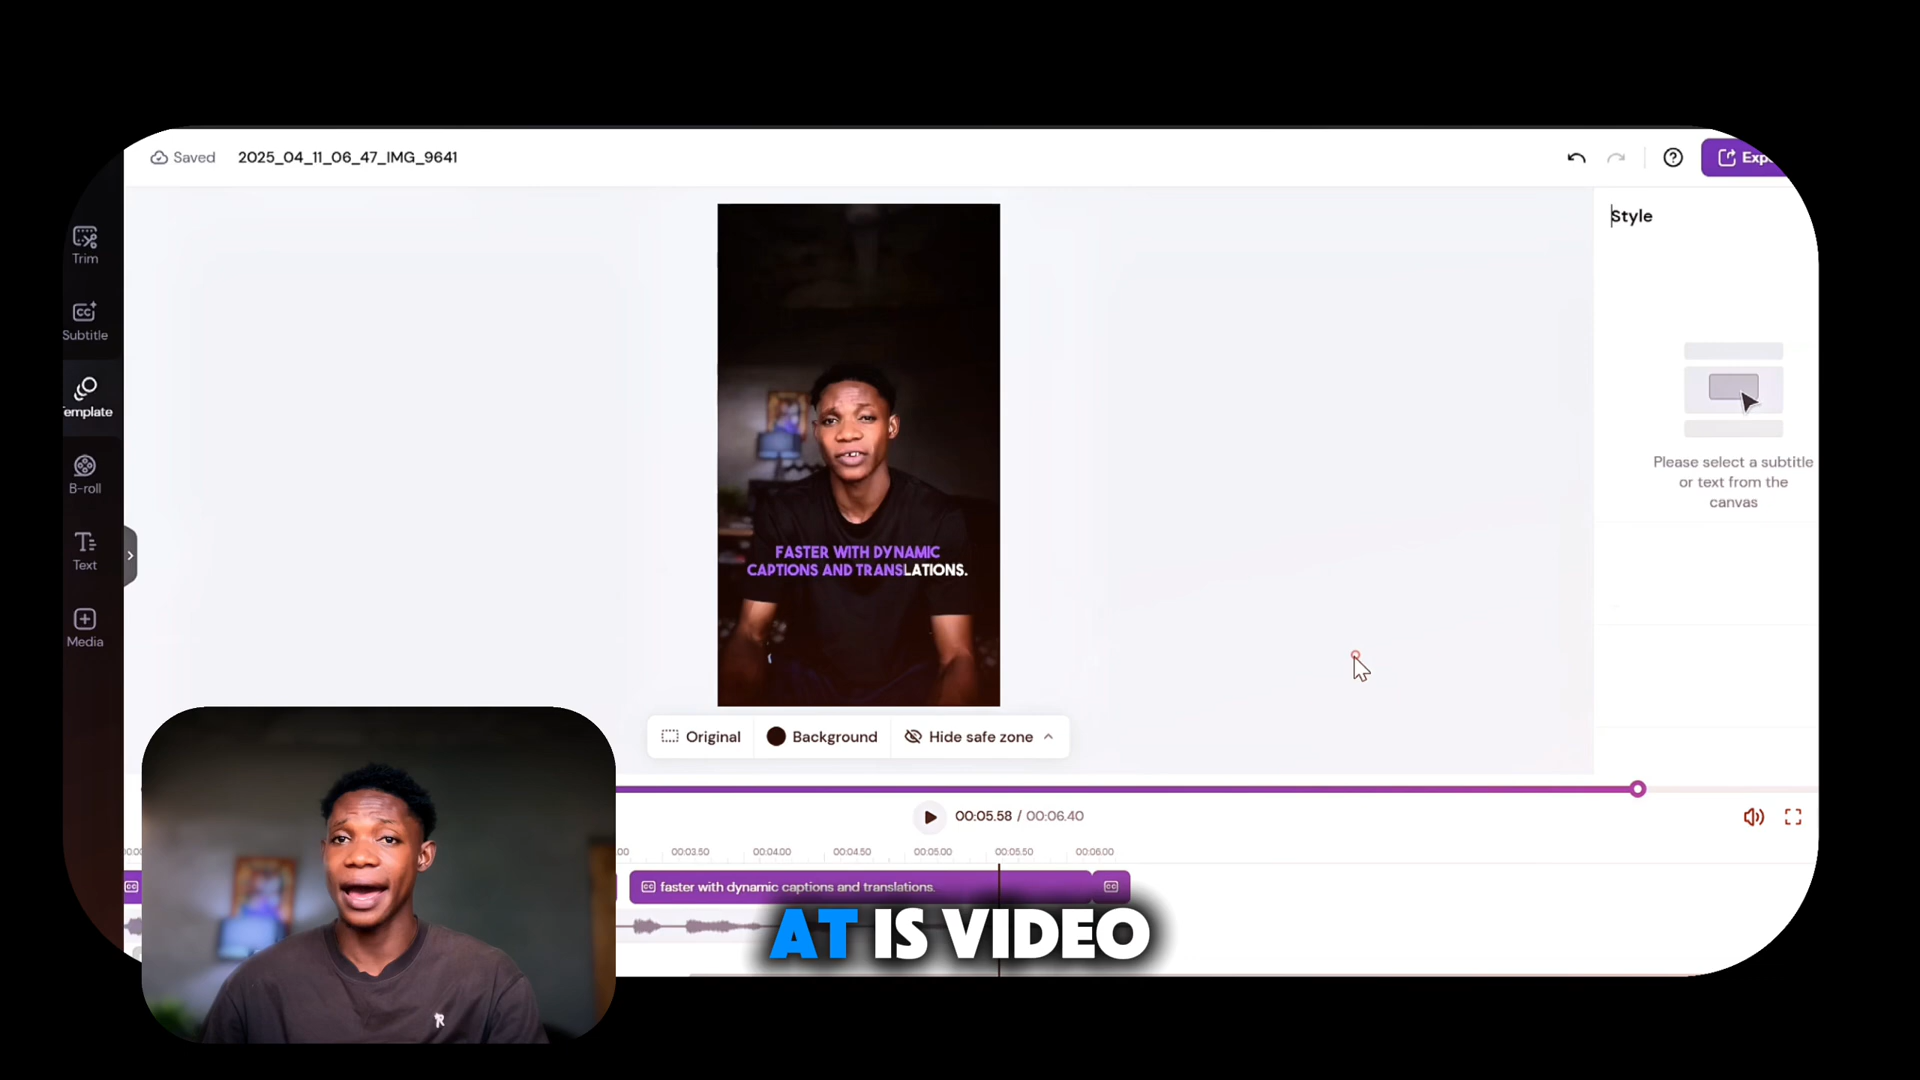 Saved
2025_04_11_06_47_IMG_9641
Style
Trim
Subtitle
Template
B-roll
Text
Media
FASTER WITH DYNAMIC
CAPTIONS AND TRANSLATIONS.
Please select a subtitle
or text from the
canvas
Original
Background
Hide safe zone
00:05.58 / 00:06.40
00:03.50
00:04.00
00:04.50
00:05.00
00:05.50
00:06.00
faster with dynamic captions and translations.
AT IS VIDEO
R